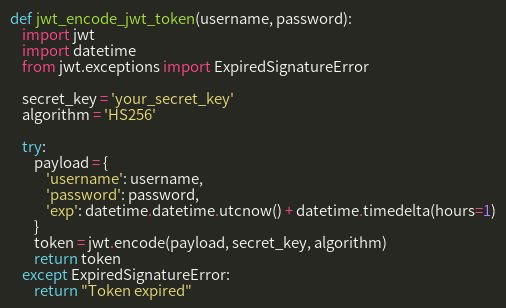 def jwt_encode_jwt_token(username, password):
    import jwt
    import datetime
    from jwt.exceptions import ExpiredSignatureError

    secret_key = 'your_secret_key'
    algorithm = 'HS256'

    try:
        payload = {
            'username': username,
            'password': password,
            'exp': datetime.datetime.utcnow() + datetime.timedelta(hours=1)
        }
        token = jwt.encode(payload, secret_key, algorithm)
        return token
    except ExpiredSignatureError:
        return "Token expired"